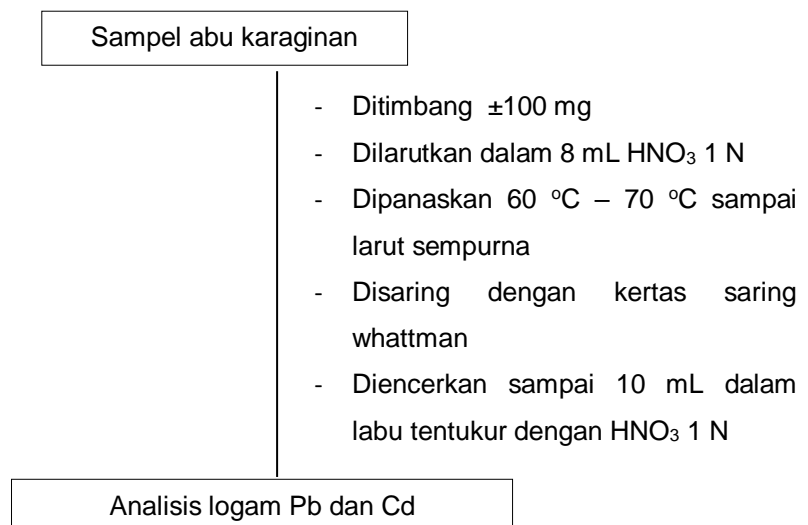 Sampel abu karaginan
- Ditimbang ±100 mg
- Dilarutkan dalam 8 mL HNO₃ 1 N
- Dipanaskan 60 ᵒC – 70 ᵒC sampai
larut sempurna
- Disaring dengan kertas saring
whattman
- Diencerkan sampai 10 mL dalam
labu tentukur dengan HNO₃ 1 N
Analisis logam Pb dan Cd